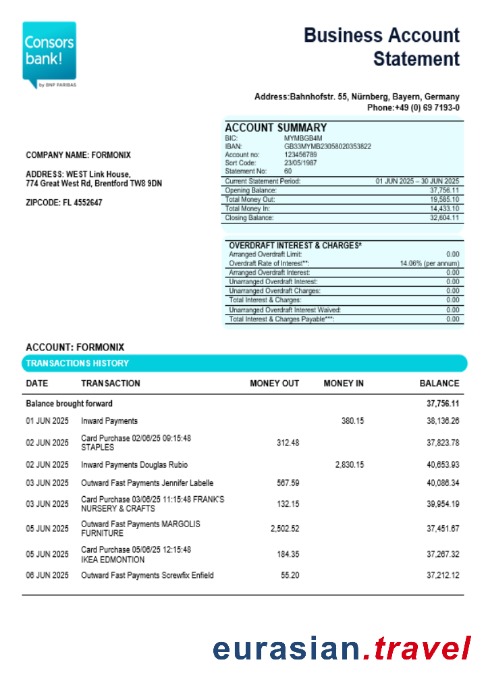 Consors
bank!
by BNP PARIBAS
Business Account
Statement
Address:Bahnhofstr. 55, Nürnberg, Bayern, Germany
Phone:+49 (0) 69 7193-0
COMPANY NAME: FORMONIX
ADDRESS: WEST Link House,
774 Great West Rd, Brentford TW8 9DN
ZIPCODE: FL 4552647
ACCOUNT SUMMARY
BIC: MYMBGB4M
IBAN: GB33MYMB23058020353822
Account no: 123456789
Sort Code: 23/05/1987
Statement No: 60
Current Statement Period: 01 JUN 2025 – 30 JUN 2025
Opening Balance: 37,756.11
Total Money Out: 19,585.10
Total Money In: 14,433.10
Closing Balance: 32,604.11
OVERDRAFT INTEREST & CHARGES*
Arranged Overdraft Limit: 0.00
Overdraft Rate of Interest**: 14.06% (per annum)
Arranged Overdraft Interest: 0.00
Unarranged Overdraft Interest: 0.00
Unarranged Overdraft Charges: 0.00
Total Interest & Charges: 0.00
Unarranged Overdraft Interest Waived: 0.00
Total Interest & Charges Payable***: 0.00
ACCOUNT: FORMONIX
TRANSACTIONS HISTORY
DATE TRANSACTION MONEY OUT MONEY IN BALANCE
Balance brought forward 37,756.11
01 JUN 2025 Inward Payments 380.15 38,136.26
02 JUN 2025 Card Purchase 02/06/25 09:15:48 312.48 37,823.78
STAPLES
02 JUN 2025 Inward Payments Douglas Rubio 2,830.15 40,653.93
03 JUN 2025 Outward Fast Payments Jennifer Labelle 567.59 40,086.34
03 JUN 2025 Card Purchase 03/06/25 11:15:48 FRANK'S 132.15 39,954.19
NURSERY & CRAFTS
05 JUN 2025 Outward Fast Payments MARGOLIS 2,502.52 37,451.67
FURNITURE
05 JUN 2025 Card Purchase 05/06/25 12:15:48 184.35 37,267.32
IKEA EDMONTION
06 JUN 2025 Outward Fast Payments Screwfix Enfield 55.20 37,212.12
eurasian.travel